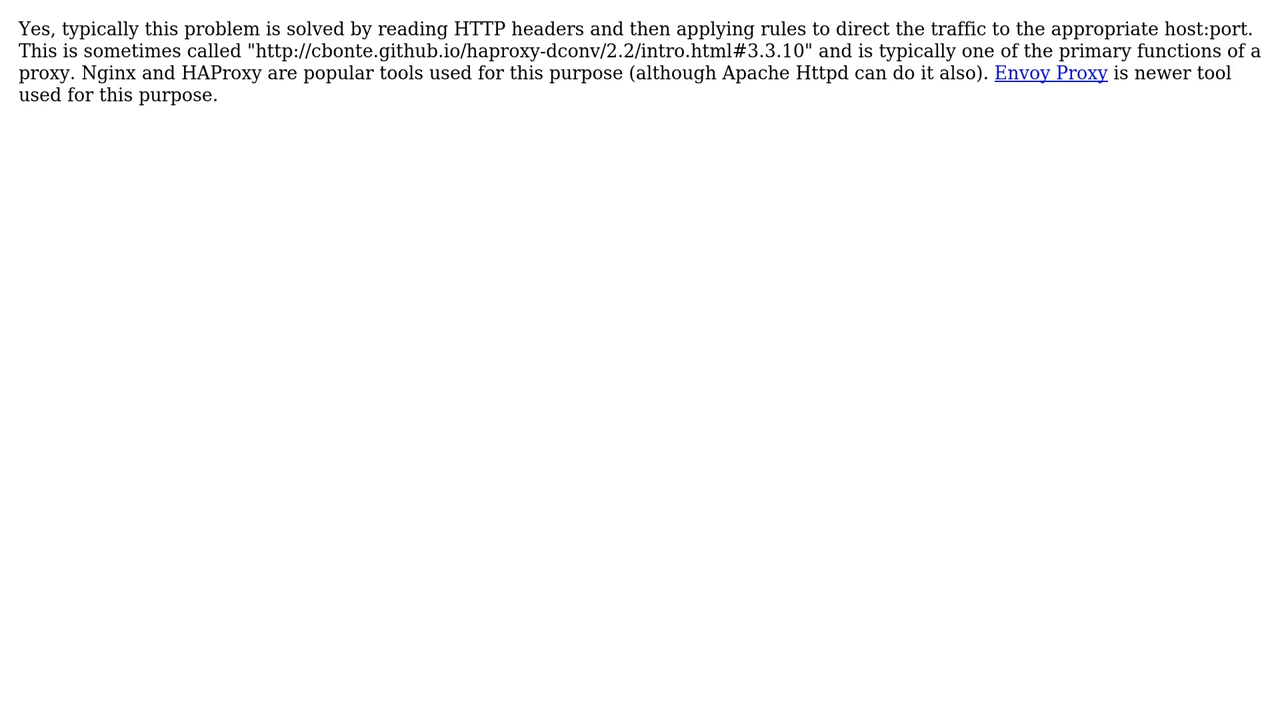 Yes, typically this problem is solved by reading HTTP headers and then applying rules to direct the traffic to the appropriate host:port.
This is sometimes called "http://cbonte.github.io/haproxy-dconv/2.2/intro.html#3.3.10" and is typically one of the primary functions of a
proxy. Nginx and HAProxy are popular tools used for this purpose (although Apache Httpd can do it also). Envoy Proxy is newer tool
used for this purpose.